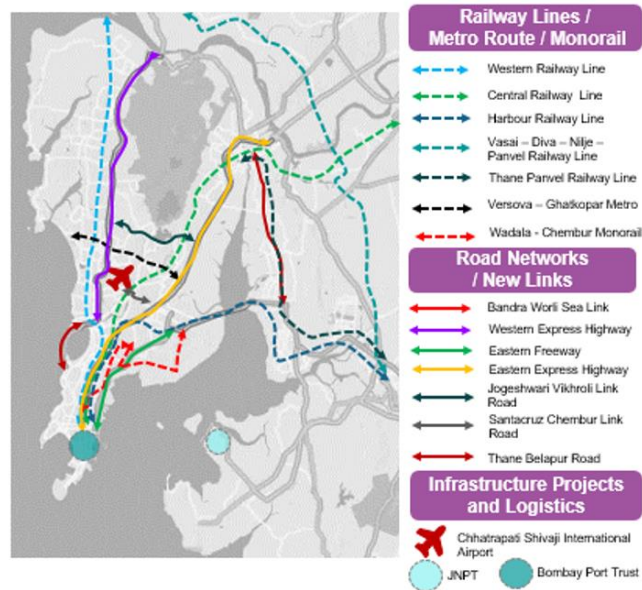 Railway Lines /
Metro Route / Monorail
Western Railway Line
Central Railway Line
Harbour Railway Line
Vasai – Diva – Nilje –
Panvel Railway Line
Thane Panvel Railway Line
Versova – Ghatkopar Metro
Wadala - Chembur Monorail
Road Networks
/ New Links
Bandra Worli Sea Link
Western Express Highway
Eastern Freeway
Eastern Express Highway
Jogeshwari Vikhroli Link
Road
Santacruz Chembur Link
Road
Thane Belapur Road
Infrastructure Projects
and Logistics
Chhatrapati Shivaji International
Airport
JNPT
Bombay Port Trust